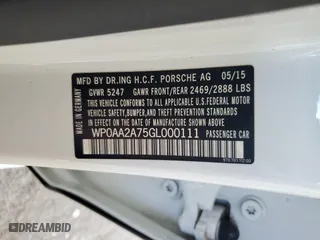 MFD BY DR.ING H.C.F. PORSCHE AG 05/15
GVWR 5247 GAWR FRONT/REAR 2469/2888 LBS
THIS VEHICLE CONFORMS TO ALL APPLICABLE
U.S. FEDERAL MOTOR VEHICLE SAFETY, BUMPER,
AND THEFT PREVENTION STANDARDS IN EFFECT
ON THE DATE OF MANUFACTURE SHOWN ABOVE.
WP0AA2A75GL000111
PASSENGER CAR
MADE IN GERMANY
DREAMBID